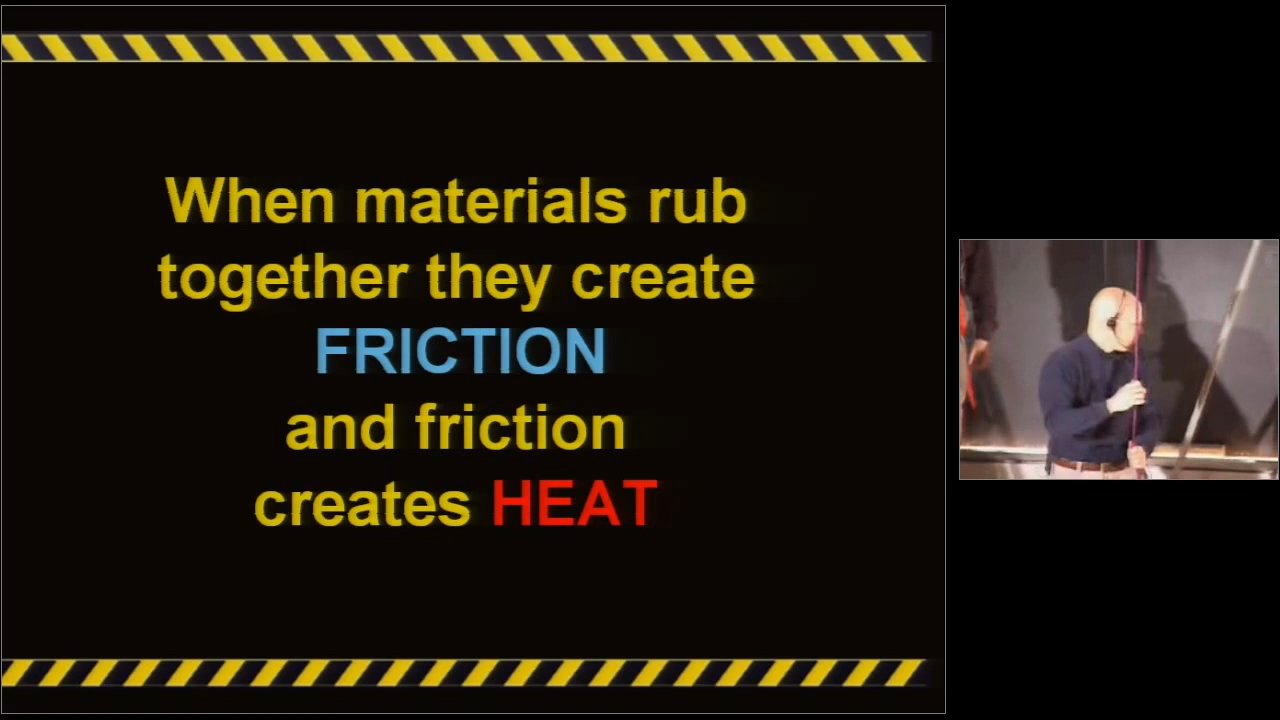 When materials rub
together they create
FRICTION
and friction
creates HEAT